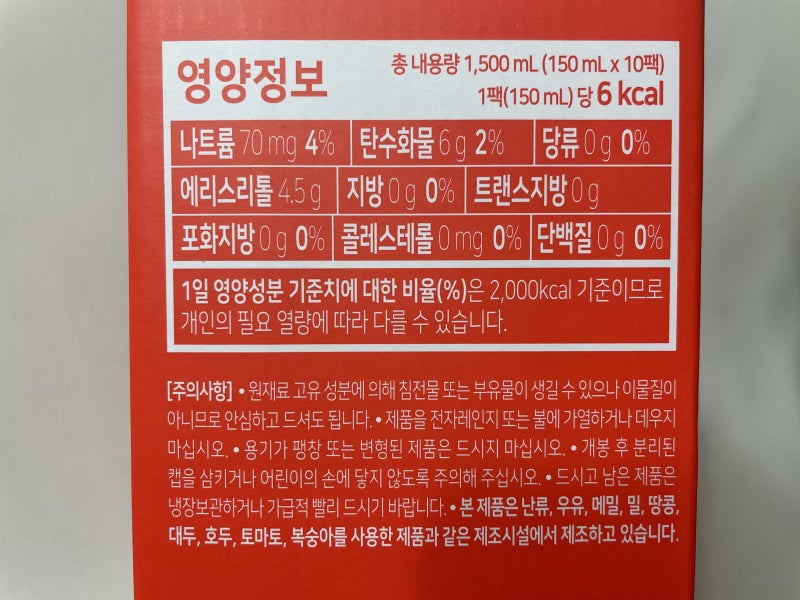 영양정보
총 내용량 1,500 mL (150 mL x 10팩)
1팩(150 mL) 당 6 kcal
나트륨 70 mg 4% 탄수화물 6 g 2% 당류 0 g 0%
에리스리톨 4.5 g 지방 0 g 0% 트랜스지방 0 g
포화지방 0 g 0% 콜레스테롤 0 mg 0% 단백질 0 g 0%
1일 영양성분 기준치에 대한 비율(%)은 2,000kcal 기준이므로
개인의 필요 열량에 따라 다를 수 있습니다.
[주의사항] • 원재료 고유 성분에 의해 침전물 또는 부유물이 생길 수 있으나 이물질이
아니므로 안심하고 드셔도 됩니다. • 제품을 전자레인지 또는 불에 가열하거나 데우지
마십시오. • 용기가 팽창 또는 변형된 제품은 드시지 마십시오. • 개봉 후 분리된
캡을 삼키거나 어린이의 손에 닿지 않도록 주의해 주십시오. • 드시고 남은 제품은
냉장보관하거나 가급적 빨리 드시기 바랍니다. • 본 제품은 난류, 우유, 메밀, 밀, 땅콩,
대두, 호두, 토마토, 복숭아를 사용한 제품과 같은 제조시설에서 제조하고 있습니다.